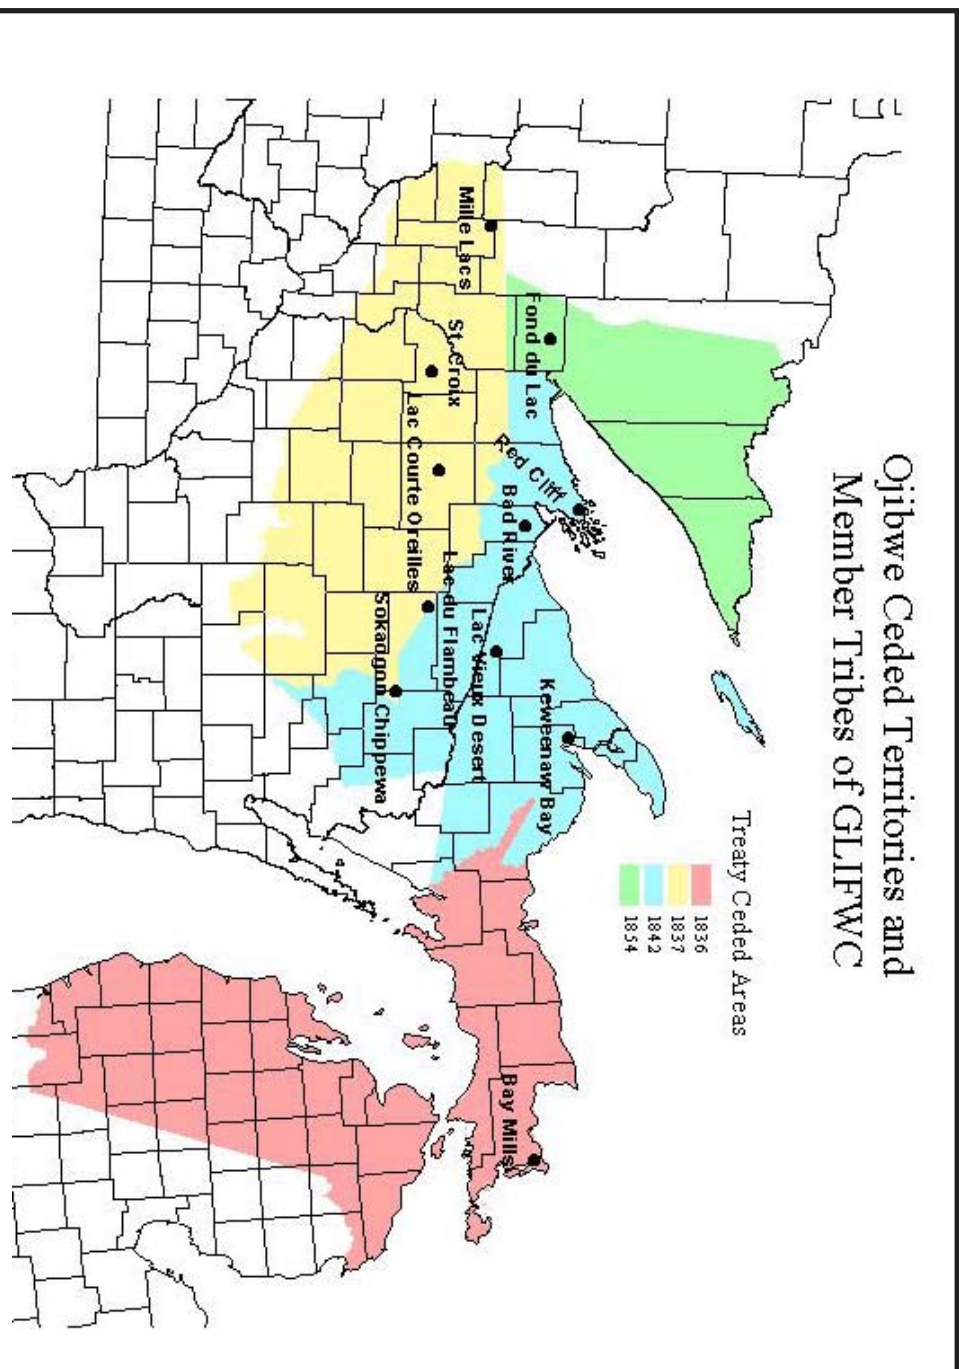 Ojibwe Ceded Territories and
Member Tribes of GLIFWC
Treaty Ceded Areas
1836
1837
1842
1854
Mille Lacs
Fond du Lac
St. Croix
Lac Courte Oreilles
Red Cliff
Bad River
Lac du Flambeau
Lac Vieux Desert
Sokaogon Chippewa
Keweenaw Bay
Bay Mills